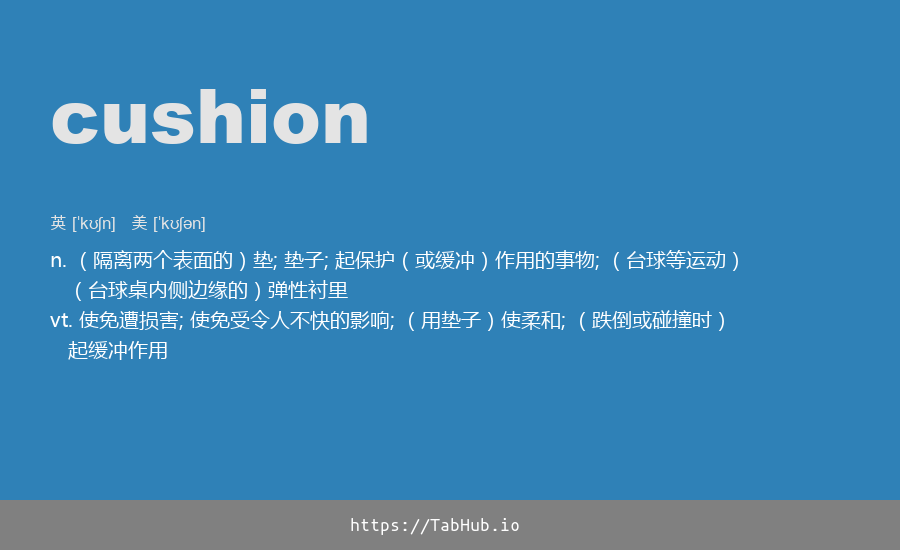 cushion
英 [ˈkʊʃn] 美 [ˈkʊʃən]
n. （隔离两个表面的）垫; 垫子; 起保护（或缓冲）作用的事物; （台球等运动）
（台球桌内侧边缘的）弹性衬里
vt. 使免遭损害; 使免受令人不快的影响; （用垫子）使柔和; （跌倒或碰撞时）
起缓冲作用
https://TabHub.io